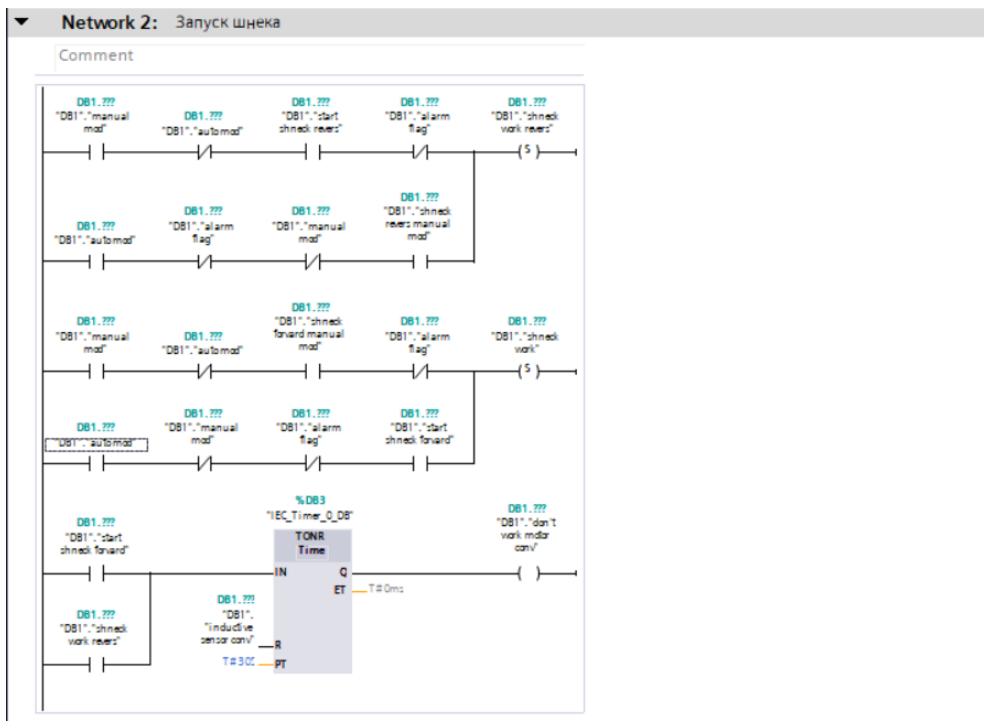 Network 2: Запуск шнека
Comment
DB1.???
"DB1"."manual
mod"
DB1.???
"DB1"."automod"
DB1.???
"DB1"."start
shneck revers"
DB1.???
"DB1"."alarm
flag"
DB1.???
"DB1"."shneck
work revers"
S
DB1.???
"DB1"."automod"
DB1.???
"DB1"."alarm
flag"
DB1.???
"DB1"."manual
mod"
DB1.???
"DB1"."shneck
revers manual
mod"
DB1.???
"DB1"."manual
mod"
DB1.???
"DB1"."automod"
DB1.???
"DB1"."shneck
forvard manual
mod"
DB1.???
"DB1"."alarm
flag"
DB1.???
"DB1"."shneck
work"
S
DB1.???
"DB1"."automod"
DB1.???
"DB1"."manual
mod"
DB1.???
"DB1"."alarm
flag"
DB1.???
"DB1"."start
shneck forvard"
DB1.???
"DB1"."start
shneck forvard"
DB1.???
"DB1"."shneck
work revers"
%DB3
"IEC_Timer_0_DB"
TONR
Time
IN Q
ET T#0ms
DB1.???
"DB1".
"inductive
sensor conv"
R
PT
DB1.???
"DB1"."don't
work motor
conv"